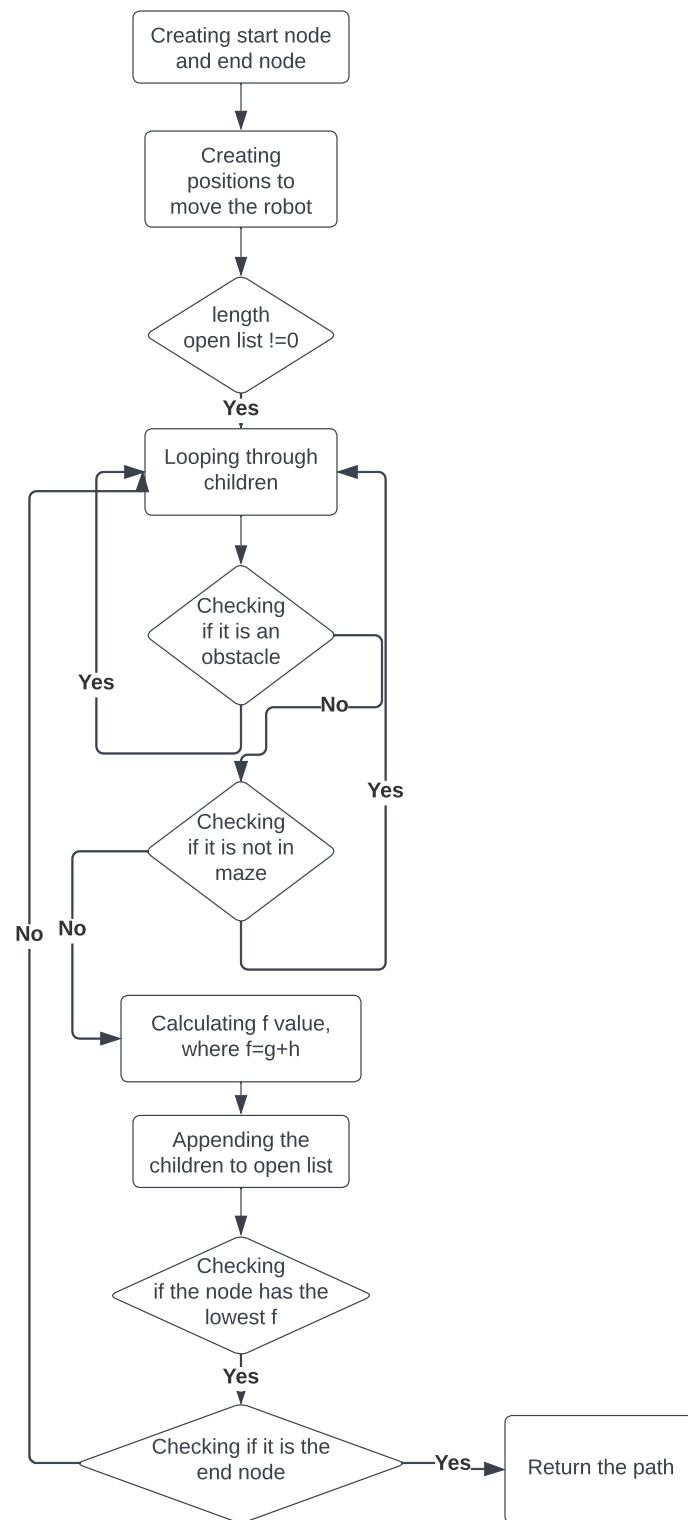 Creating start node
and end node
Creating
positions to
move the robot
length
open list !=0
Yes
Looping through
children
Checking
if it is an
obstacle
Yes
No
Yes
Checking
if it is not in
maze
No
No
Calculating f value,
where f=g+h
Appending the
children to open list
Checking
if the node has the
lowest f
Yes
Checking if it is the
end node
Yes
Return the path